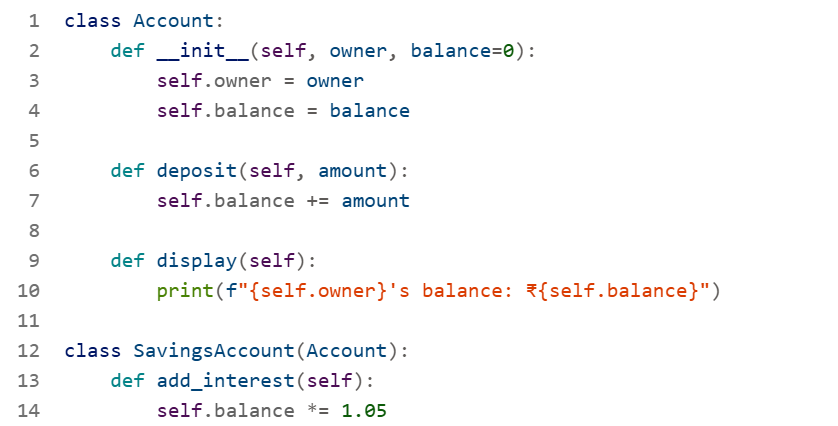 1 class Account:
2     def __init__(self, owner, balance=0):
3         self.owner = owner
4         self.balance = balance
5
6     def deposit(self, amount):
7         self.balance += amount
8
9     def display(self):
10         print(f"{self.owner}'s balance: ₹{self.balance}")
11
12 class SavingsAccount(Account):
13     def add_interest(self):
14         self.balance *= 1.05